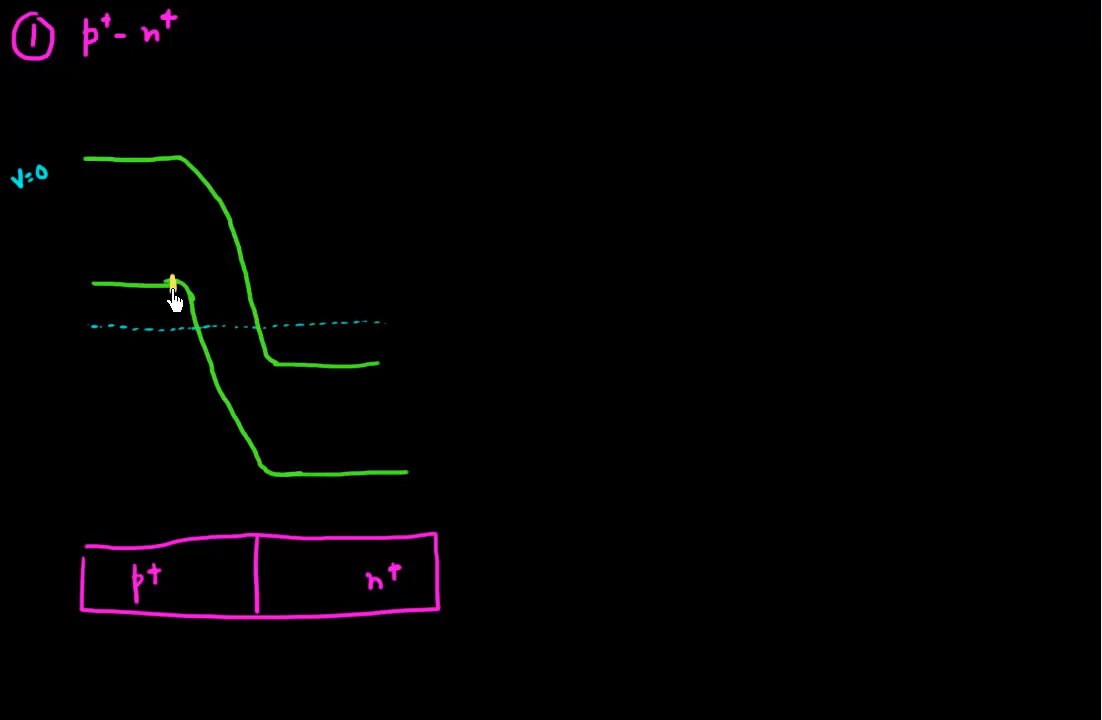 ① p⁺- n⁺
V=0
p⁺ n⁺